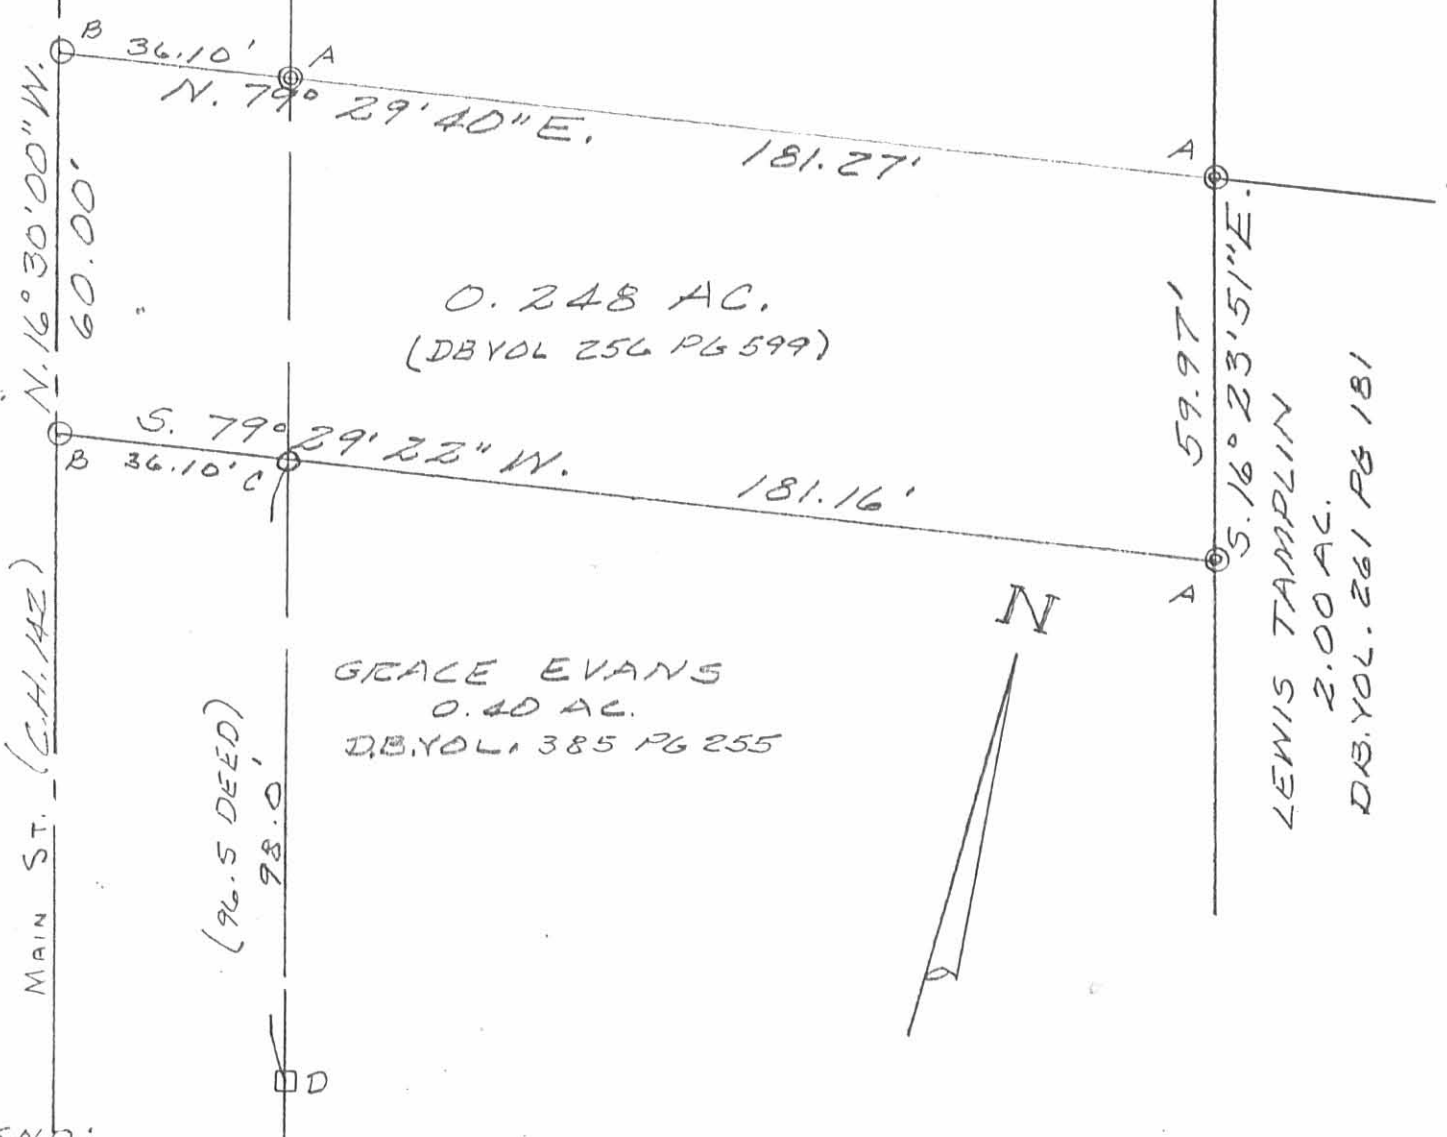 B 36.10' A
N. 79° 29' 40" E.
181.27'
A
N. 16° 30' 00" W.
60.00'
0. 248 AC.
(DB VOL 256 PG 599)
59.97'
S. 16° 23' 51" E.
S. 79° 29' 22" W.
B 36.10' C
181.16'
A
LEWIS TAMPLIN
2.00 AC.
D.B. VOL. 261 PG 181
N
GRACE EVANS
0.40 AC.
D.B. VOL. 385 PG 255
(96.5 DEED)
98.0'
MAIN ST. (C.H. 142)
D